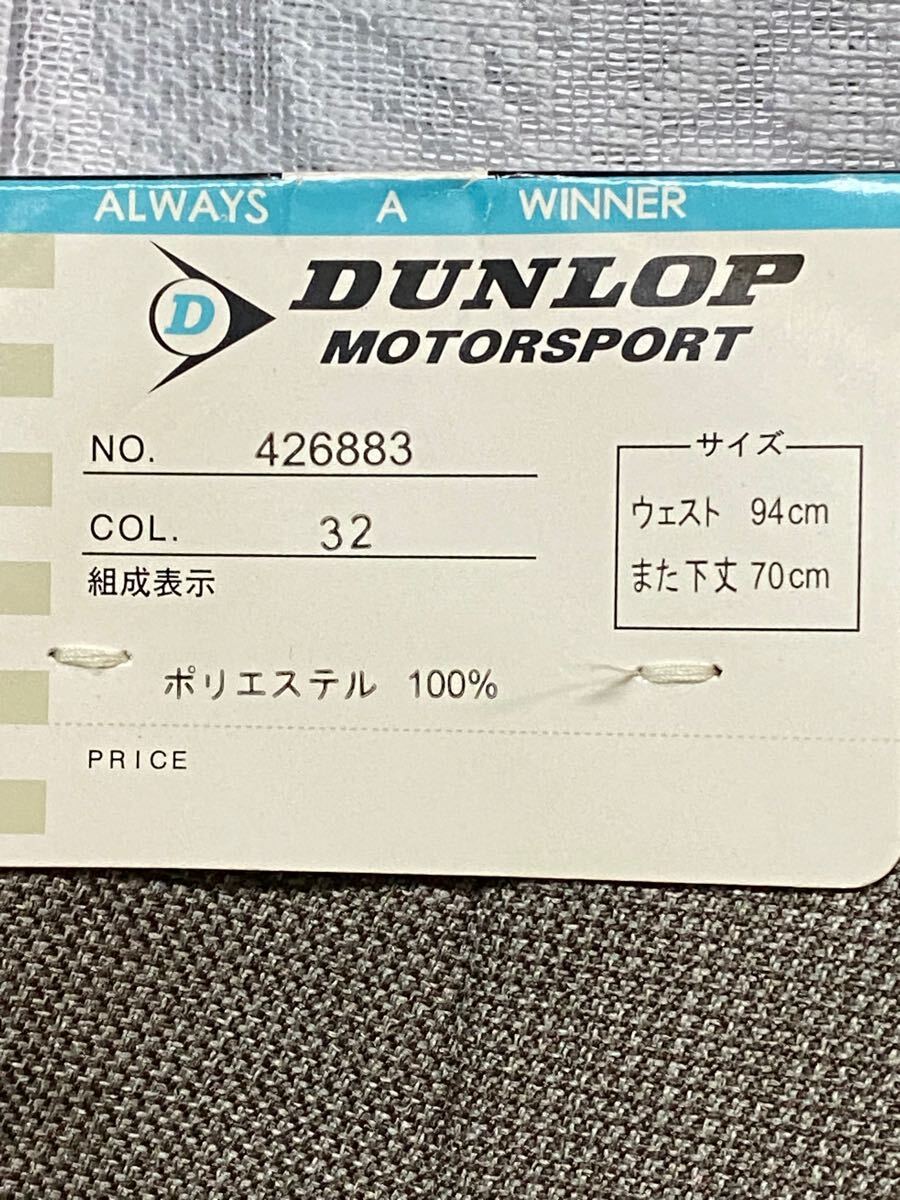 ALWAYS A WINNER
D DUNLOP
MOTORSPORT
NO. 426883
COL. 32
組成表示
ポリエステル 100%
サイズ
ウェスト 94cm
また下丈 70cm
PRICE